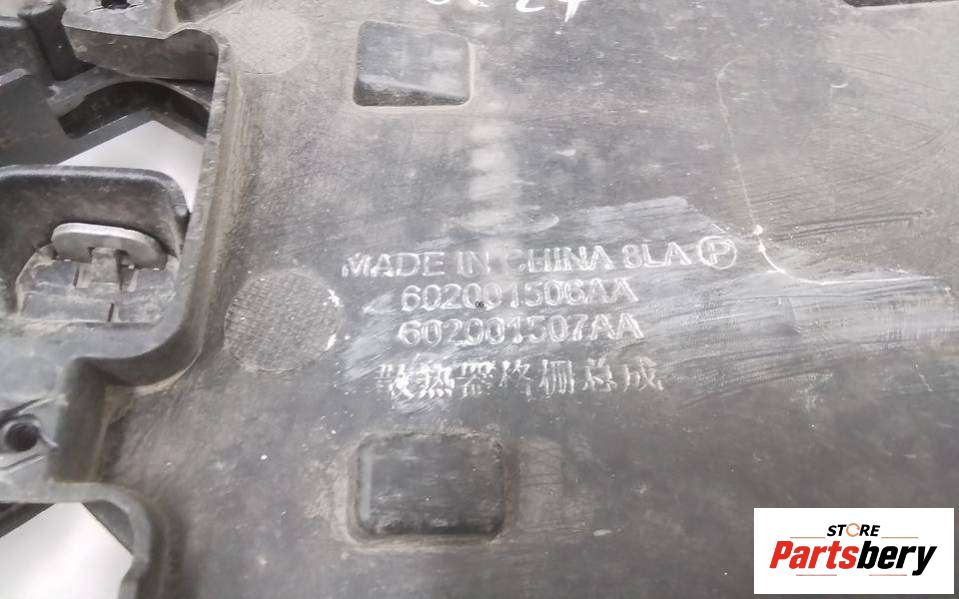 MADE IN CHINA 8LA P
602001506AA
602001507AA
散热器格栅总成
STORE
Partsbery